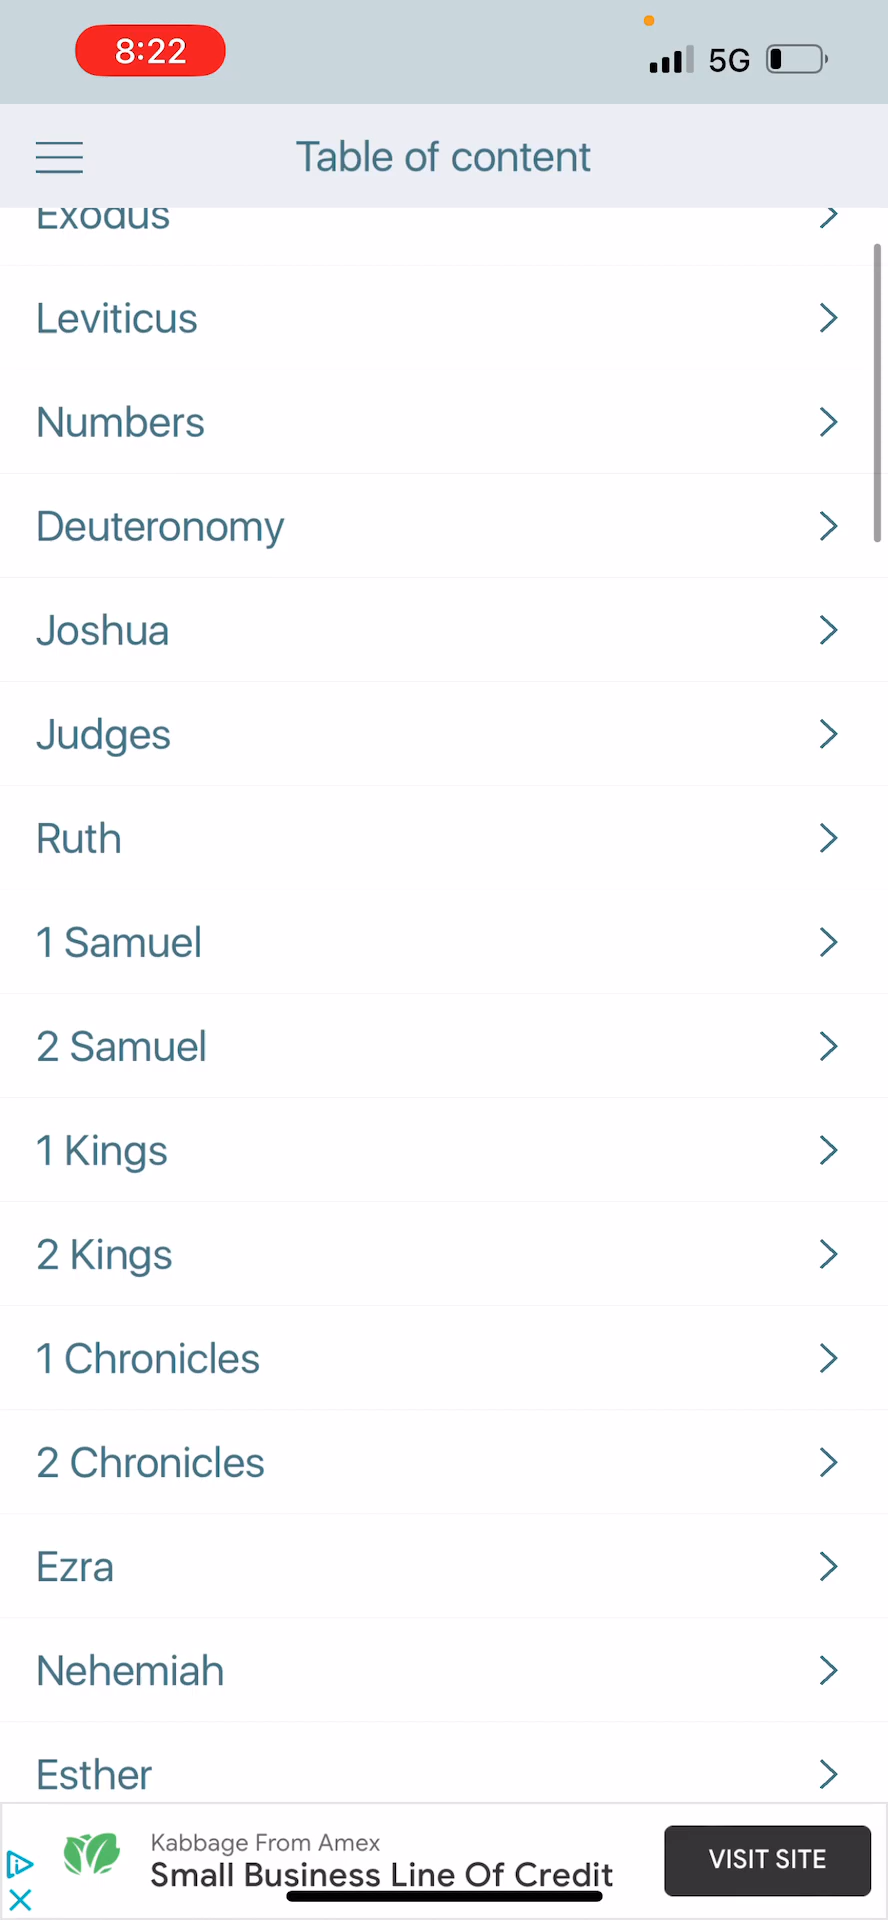 8:22
5G
Table of content
Exodus
Leviticus
Numbers
Deuteronomy
Joshua
Judges
Ruth
1 Samuel
2 Samuel
1 Kings
2 Kings
1 Chronicles
2 Chronicles
Ezra
Nehemiah
Esther
Kabbage From Amex
Small Business Line Of Credit
VISIT SITE